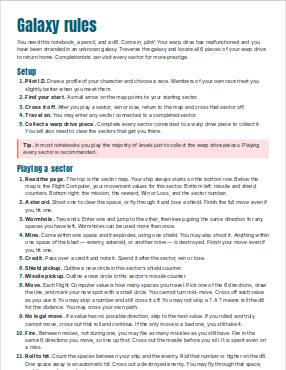 Galaxy rules
You need this notebook, a pencil, and a d6. Come in, pilot! Your warp drive has malfunctioned and you
have been stranded in an unknown galaxy. Traverse the galaxy and locate all 6 pieces of your warp drive
to return home. Completionists can visit every sector for more prestige.
Setup
1. Pilot I.D. Draw a profile of your character and choose a race. Members of your own race treat you
slightly better when you meet them.
2. Find your start. Mark a small arrow on the map points to your starting sector.
3. Cross it off. After you play a sector, win or lose, return to the map and cross that sector off
4. Travel on. You may enter any sector connected to a completed sector.
5. Collect warp drive piece. Complete every sector connected to a warp drive piece to collect it.
You will also need to clear the sectors that get you there.
Tip. In most notebooks you may play the majority of levels just to collect the warp drive pieces. Playing
every sector is recommended.
Playing a sector
1. Read the page. The top is the sector map. Your ship always starts on the bottom row. Below the
map is the Flight Computer, your movement values for this sector. Bottom left: missile and shield
counters. Bottom right: the mission, the reward, Win or Loss, and the sector number.
2. Asteroid. Shoot one to clear the space, or fly through it and lose a shield. Finish the full move even if
you hit one.
3. Wormhole. Two ends. Enter one and jump to the other, then keep going the same direction for any
spaces you have left. Wormholes can be used more than once.
4. Mine. Come within one space and it explodes, using one shield. You may also shoot it. Anything within
one space of the blast — enemy, asteroid, or another mine — is destroyed. Finish your move even if
you hit one.
5. Credit. Pass over a credit and note it. Spend it after the sector, win or lose.
6. Shield pickup. Outline a new circle in this sector's shield counter.
7. Missile pickup. Outline a new circle in this sector's missile counter.
8. Move. Each Flight Computer value is how many spaces you travel. Pick one of the 6 directions, draw
the line, and mark your new spot with a small circle. You cannot turn mid-move. Cross off each value
as you use it. You may skip a number and still cross it off. You may not skip a ?. A ? means roll the d6
for the distance. You may cross your own path.
9. No legal move. If a value has no possible direction, skip to the next value. If you rolled and truly
cannot move, cross out that roll and continue. If the only move is a bad one, you still take it.
10. Fire. Between moves, not during one, you may fire as many missiles as you still have. Fire in the
same 6 directions you move, so line up first. Cross out the missile before you roll. If your shot misses, it
still uses a missile.
11. Roll to hit. Count the spaces between your ship and the enemy. Roll that number or higher on the d6.
One space away is an automatic hit. Cross out a destroyed enemy. You may fly through that space,